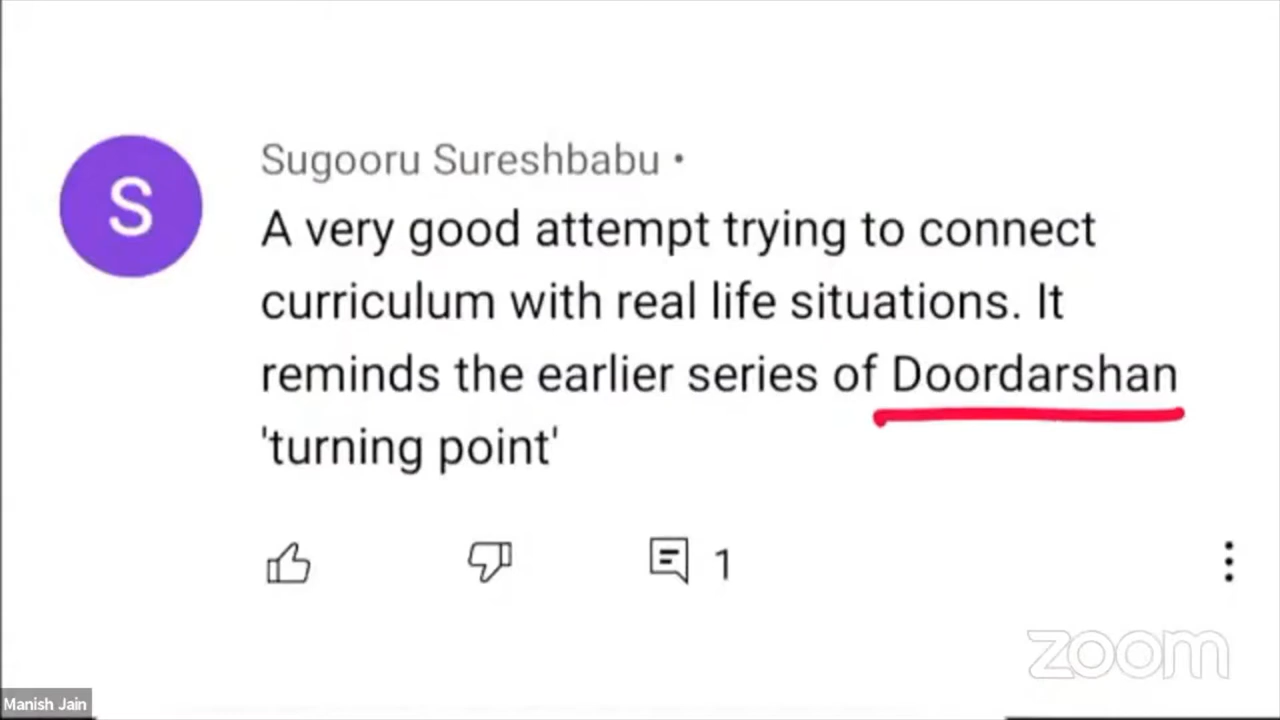 S
Sugooru Sureshbabu •
A very good attempt trying to connect
curriculum with real life situations. It
reminds the earlier series of Doordarshan
'turning point'
1
zoom
Manish Jain